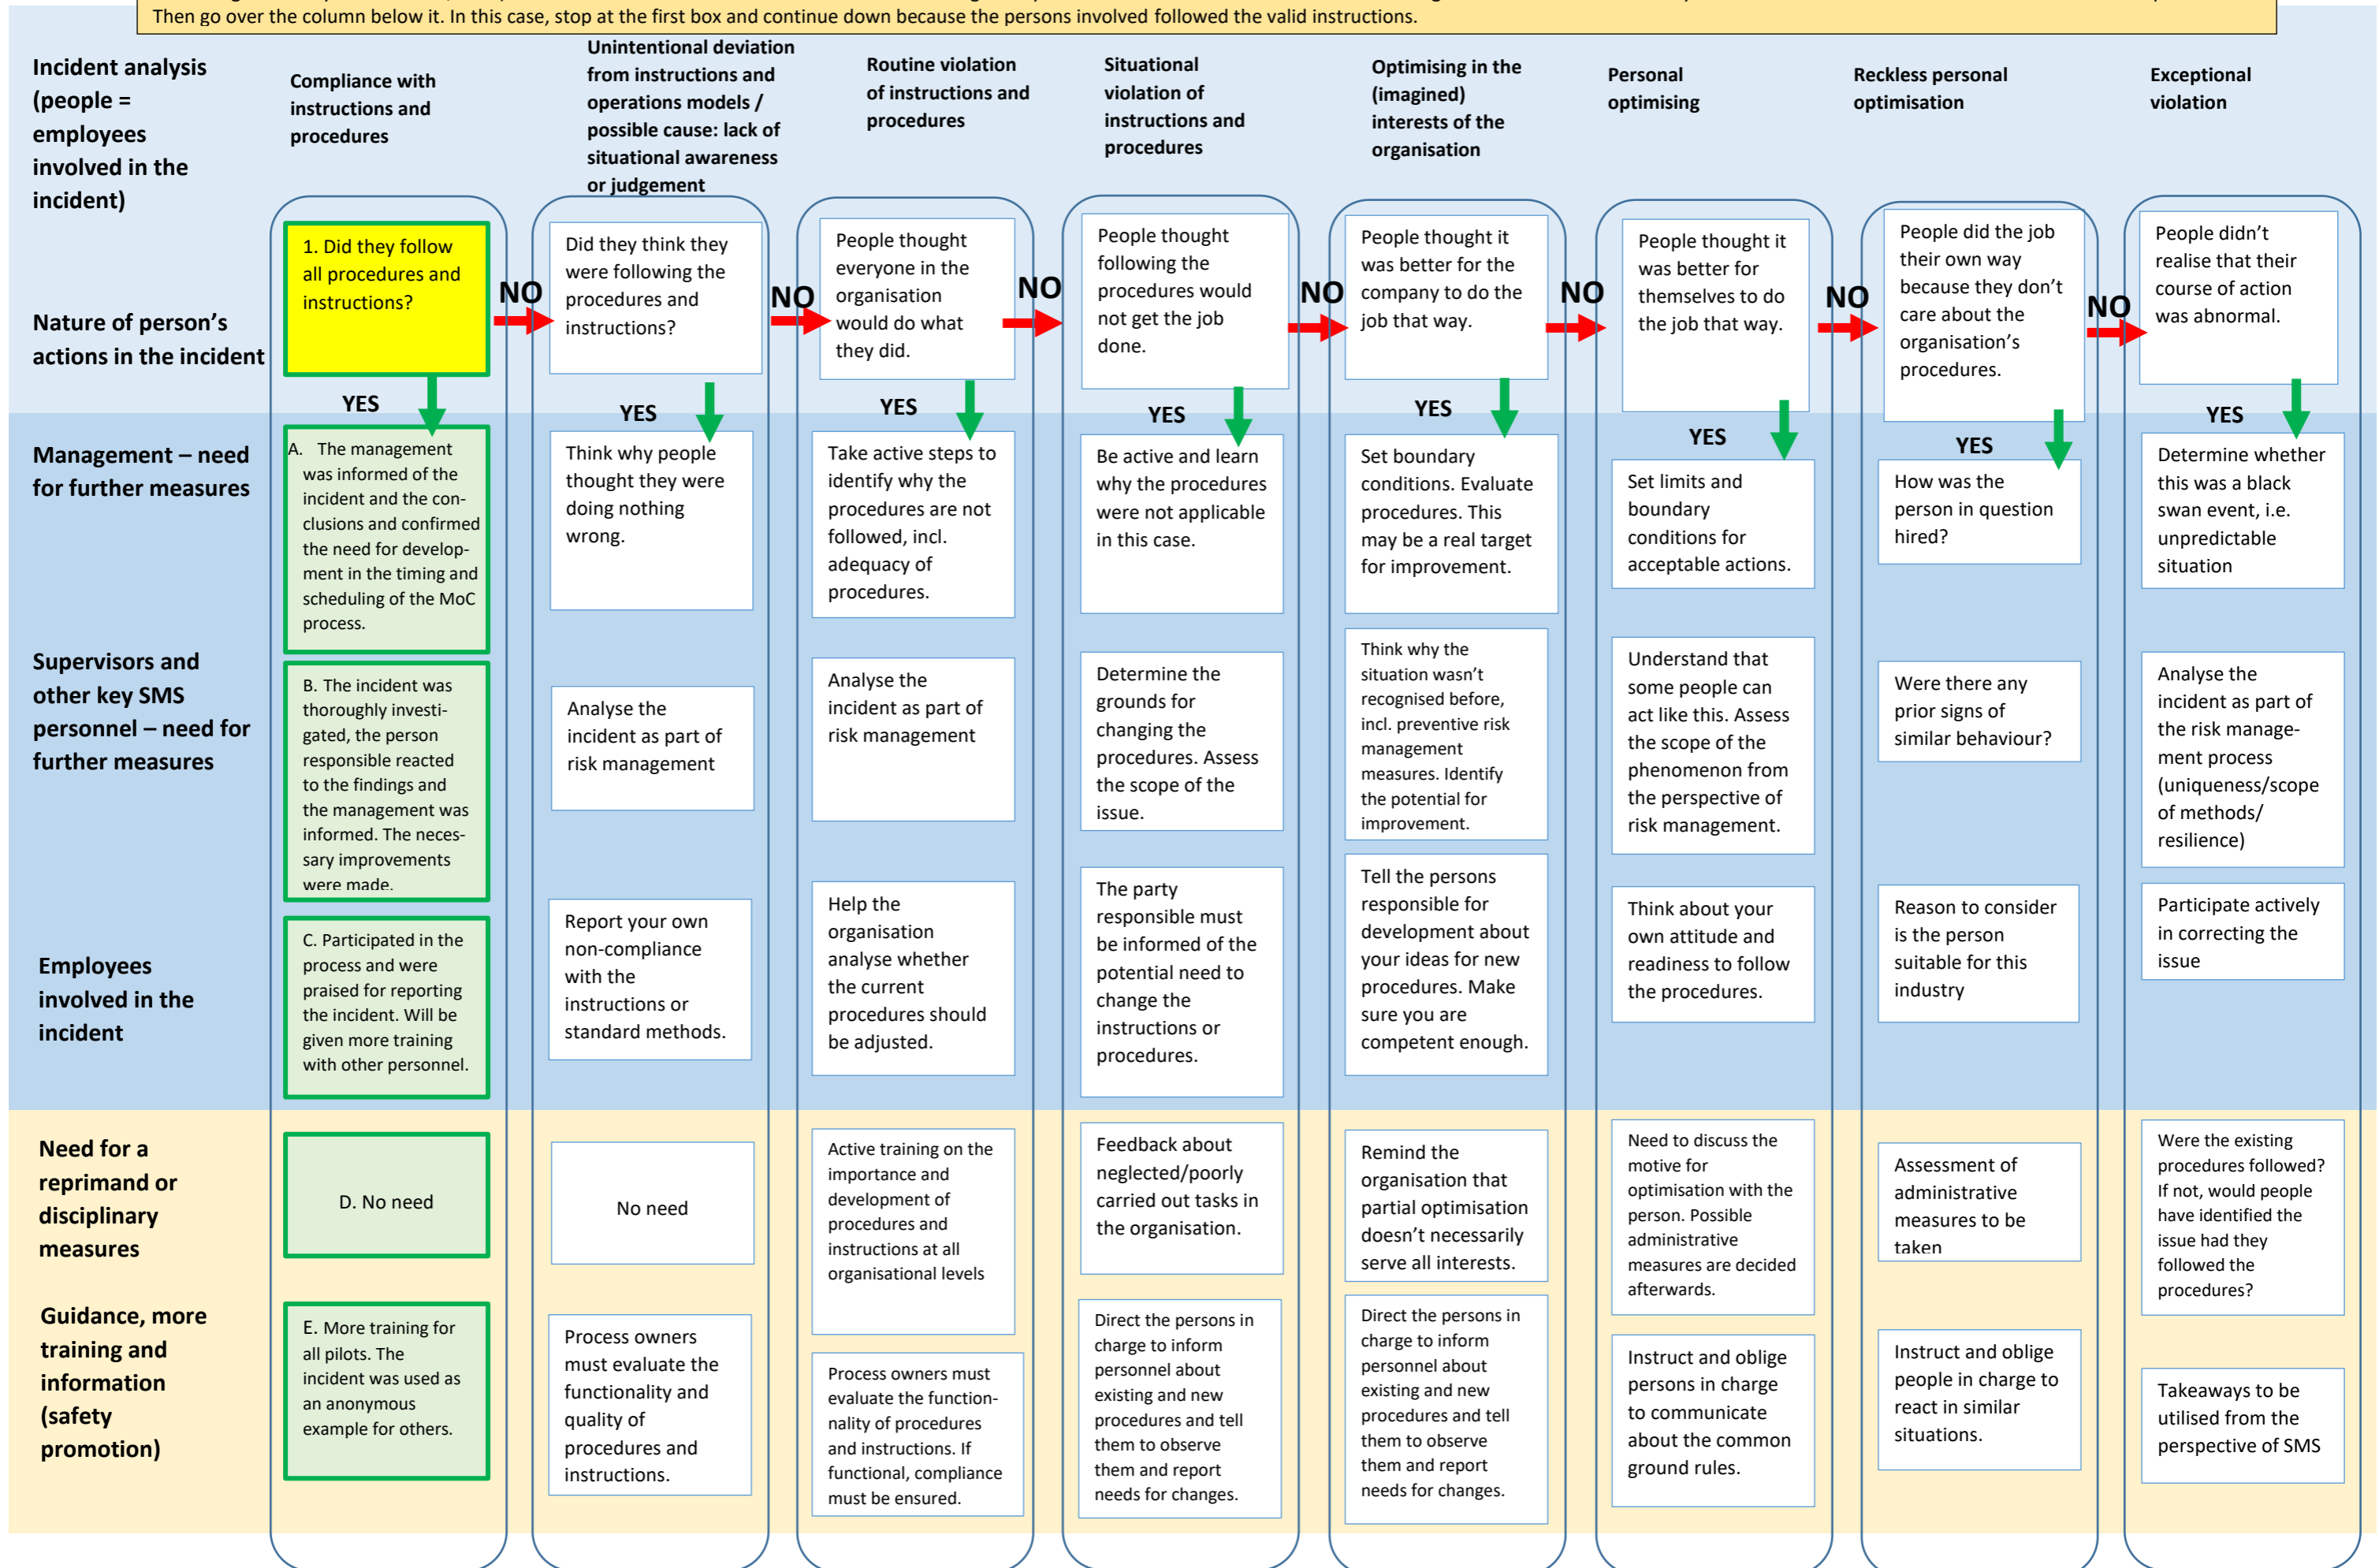 Then go over the column below it. In this case, stop at the first box and continue down because the persons involved followed the valid instructions.
Incident analysis
(people =
employees
involved in the
incident)
Compliance with
instructions and
procedures
Unintentional deviation
from instructions and
operations models /
possible cause: lack of
situational awareness
or judgement
Routine violation
of instructions and
procedures
Situational
violation of
instructions and
procedures
Optimising in the
(imagined)
interests of the
organisation
Personal
optimising
Reckless personal
optimisation
Exceptional
violation
Nature of person's
actions in the incident
1. Did they follow
all procedures and
instructions?
NO
Did they think they
were following the
procedures and
instructions?
NO
People thought
everyone in the
organisation
would do what
they did.
NO
People thought
following the
procedures would
not get the job
done.
NO
People thought it
was better for the
company to do the
job that way.
NO
People thought it
was better for
themselves to do
the job that way.
NO
People did the job
their own way
because they don't
care about the
organisation's
procedures.
NO
People didn't
realise that their
course of action
was abnormal.
YES
YES
YES
YES
YES
YES
YES
YES
Management – need
for further measures
A. The management
was informed of the
incident and the con-
clusions and confirmed
the need for develop-
ment in the timing and
scheduling of the MoC
process.
Think why people
thought they were
doing nothing
wrong.
Take active steps to
identify why the
procedures are not
followed, incl.
adequacy of
procedures.
Be active and learn
why the procedures
were not applicable
in this case.
Set boundary
conditions. Evaluate
procedures. This
may be a real target
for improvement.
Set limits and
boundary
conditions for
acceptable actions.
How was the
person in question
hired?
Determine whether
this was a black
swan event, i.e.
unpredictable
situation
Supervisors and
other key SMS
personnel – need for
further measures
B. The incident was
thoroughly investi-
gated, the person
responsible reacted
to the findings and
the management was
informed. The neces-
sary improvements
were made.
Analyse the
incident as part of
risk management
Analyse the
incident as part of
risk management
Determine the
grounds for
changing the
procedures. Assess
the scope of the
issue.
Think why the
situation wasn't
recognised before,
incl. preventive risk
management
measures. Identify
the potential for
improvement.
Understand that
some people can
act like this. Assess
the scope of the
phenomenon from
the perspective of
risk management.
Were there any
prior signs of
similar behaviour?
Analyse the
incident as part of
the risk manage-
ment process
(uniqueness/scope
of methods/
resilience)
Employees
involved in the
incident
C. Participated in the
process and were
praised for reporting
the incident. Will be
given more training
with other personnel.
Report your own
non-compliance
with the
instructions or
standard methods.
Help the
organisation
analyse whether
the current
procedures should
be adjusted.
The party
responsible must
be informed of the
potential need to
change the
instructions or
procedures.
Tell the persons
responsible for
development about
your ideas for new
procedures. Make
sure you are
competent enough.
Think about your
own attitude and
readiness to follow
the procedures.
Reason to consider
is the person
suitable for this
industry
Participate actively
in correcting the
issue
Need for a
reprimand or
disciplinary
measures
D. No need
No need
Active training on the
importance and
development of
procedures and
instructions at all
organisational levels
Feedback about
neglected/poorly
carried out tasks in
the organisation.
Remind the
organisation that
partial optimisation
doesn't necessarily
serve all interests.
Need to discuss the
motive for
optimisation with the
person. Possible
administrative
measures are decided
afterwards.
Assessment of
administrative
measures to be
taken
Were the existing
procedures followed?
If not, would people
have identified the
issue had they
followed the
procedures?
Guidance, more
training and
information
(safety
promotion)
E. More training for
all pilots. The
incident was used as
an anonymous
example for others.
Process owners
must evaluate the
functionality and
quality of
procedures and
instructions.
Process owners must
evaluate the function-
nality of procedures
and instructions. If
functional, compliance
must be ensured.
Direct the persons in
charge to inform
personnel about
existing and new
procedures and tell
them to observe
them and report
needs for changes.
Direct the persons in
charge to inform
personnel about
existing and new
procedures and tell
them to observe
them and report
needs for changes.
Instruct and oblige
persons in charge
to communicate
about the common
ground rules.
Instruct and oblige
people in charge to
react in similar
situations.
Takeaways to be
utilised from the
perspective of SMS